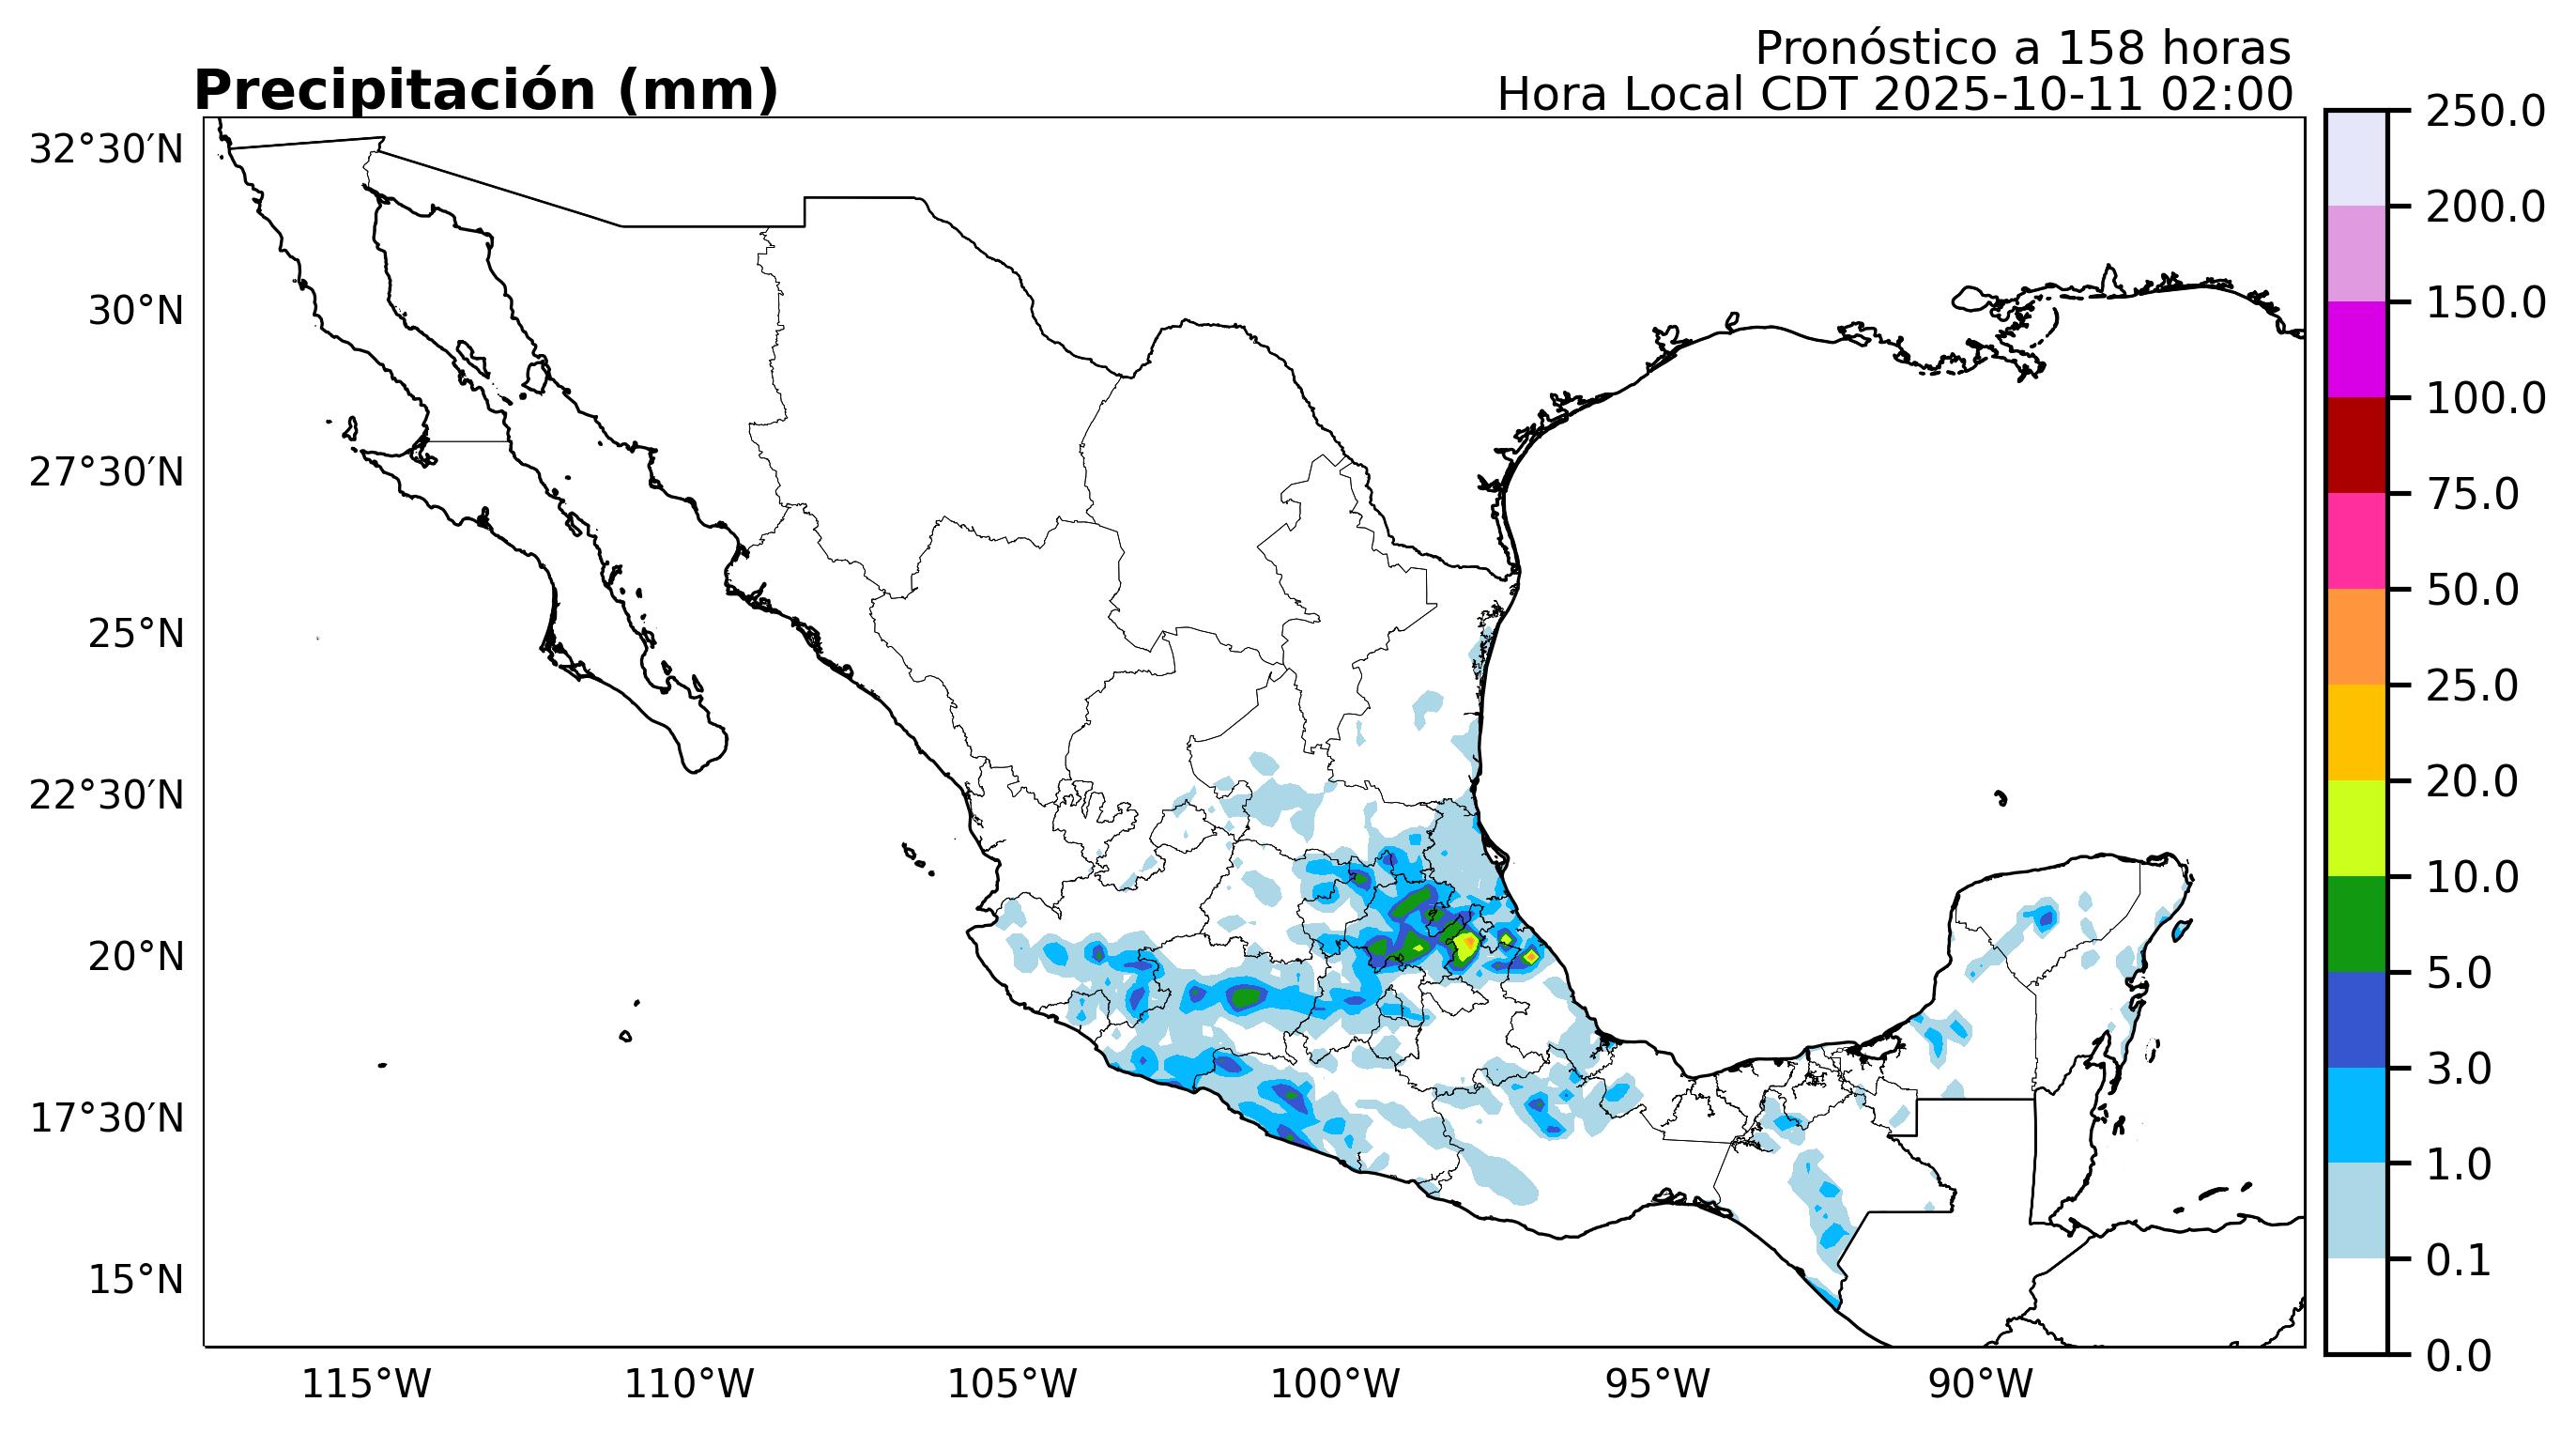 Pronóstico a 158 horas
Precipitación (mm)
Hora Local CDT 2025-10-11 02:00
32°30′N
30°N
27°30′N
25°N
22°30′N
20°N
17°30′N
15°N
115°W
110°W
105°W
100°W
95°W
90°W
250.0
200.0
150.0
100.0
75.0
50.0
25.0
20.0
10.0
5.0
3.0
1.0
0.1
0.0